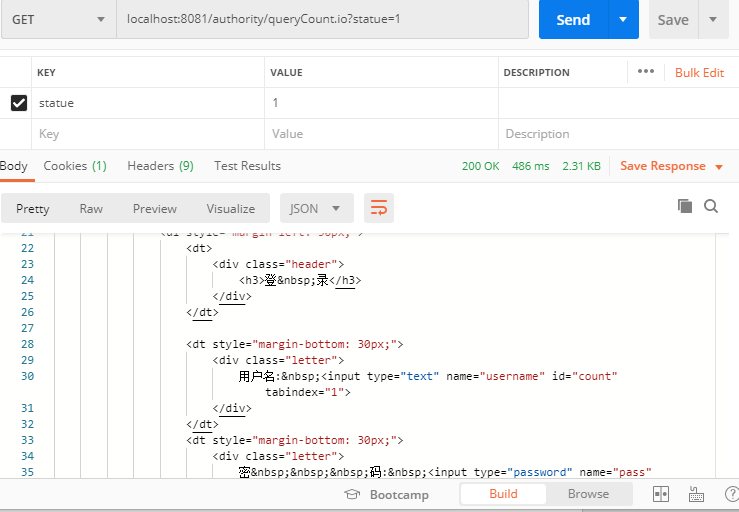 GET localhost:8081/authority/queryCount.io?statue=1 Send Save
KEY VALUE DESCRIPTION ••• Bulk Edit
statue 1
Key Value Description
Body Cookies (1) Headers (9) Test Results 200 OK 486 ms 2.31 KB Save Response
Pretty Raw Preview Visualize JSON
22 <dt>
23 <div class="header">
24 <h3>登&nbsp;录</h3>
25 </div>
26 </dt>
27
28 <dt style="margin-bottom: 30px;">
29 <div class="letter">
30 用户名:&nbsp;<input type="text" name="username" id="count"
tabindex="1">
31 </div>
32 </dt>
33 <dt style="margin-bottom: 30px;">
34 <div class="letter">
35 密&nbsp;&nbsp;&nbsp;码:&nbsp;<input type="password" name="pass"
Bootcamp Build Browse